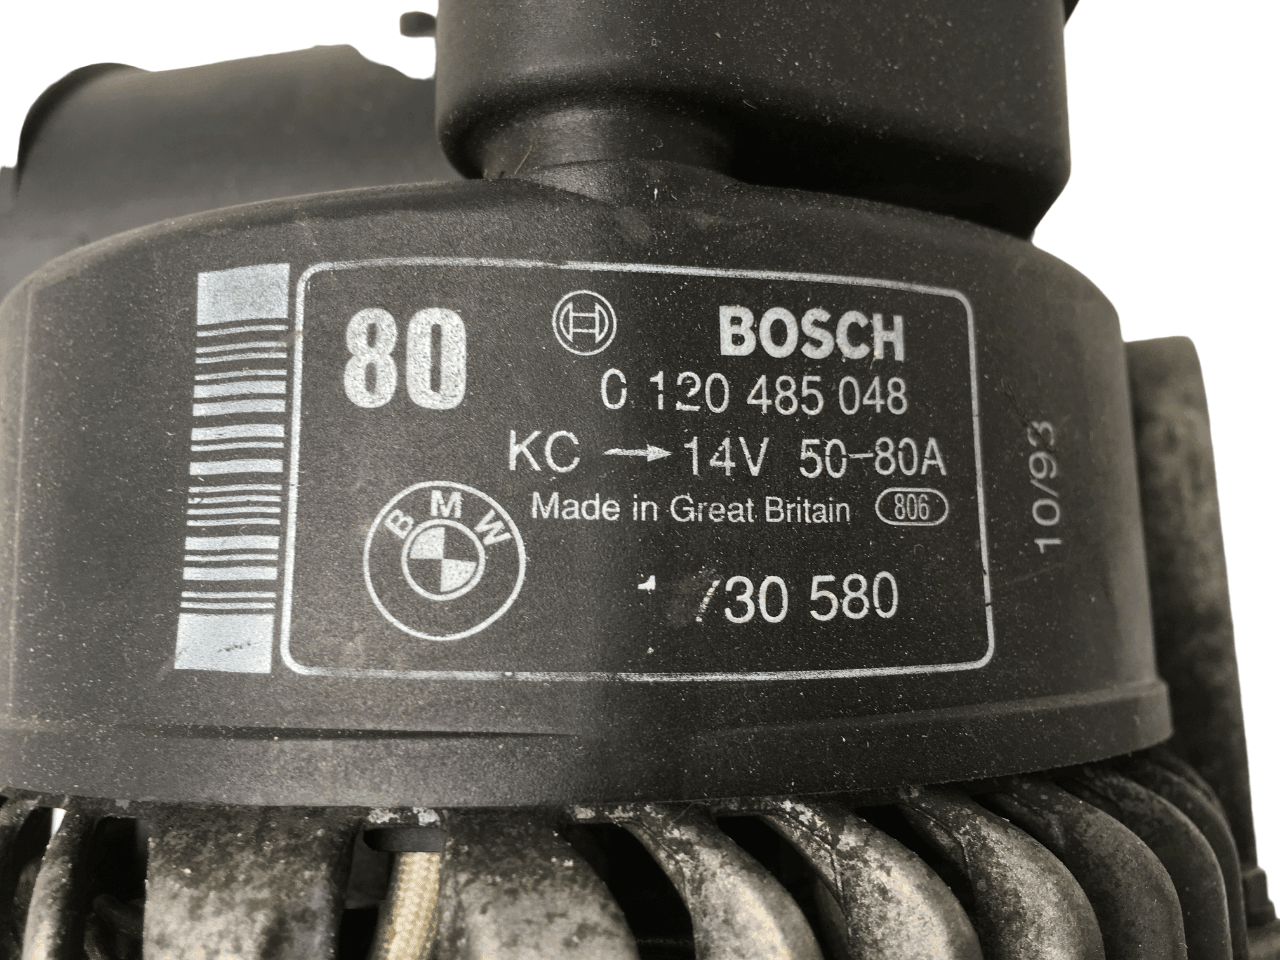 80
BOSCH
0 120 485 048
KC → 14V 50-80A
Made in Great Britain 806
BMW
30 580
10/93